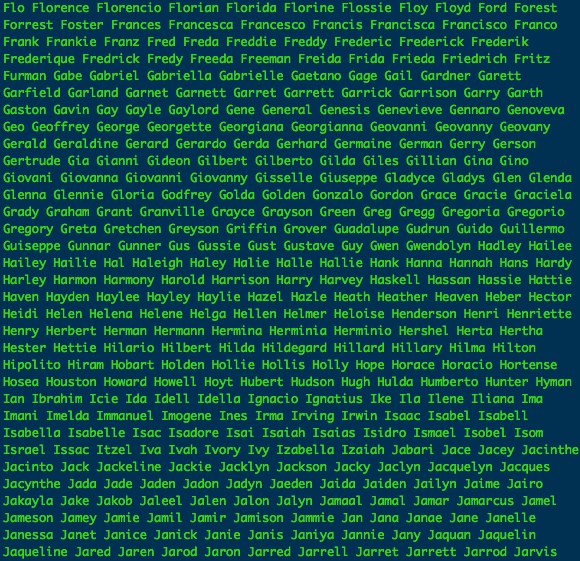 Flo Florence Florencio Florian Florida Florine Flossie Floy Floyd Ford Forest
Forrest Foster Frances Francesca Francesco Francis Francisca Francisco Franco
Frank Frankie Franz Fred Freda Freddie Freddy Frederic Frederick Frederik
Frederique Fredrick Fredy Freeda Freeman Freida Frida Frieda Friedrich Fritz
Furman Gabe Gabriel Gabriella Gabrielle Gaetano Gage Gail Gardner Garett
Garfield Garland Garnet Garnett Garret Garrett Garrick Garrison Garry Garth
Gaston Gavin Gay Gayle Gaylord Gene General Genesis Genevieve Gennaro Genoveva
Geo Geoffrey George Georgette Georgiana Georgianna Geovanni Geovanny Geovany
Gerald Geraldine Gerard Gerardo Gerda Gerhard Germaine German Gerry Gerson
Gertrude Gia Gianni Gideon Gilbert Gilberto Gilda Giles Gillian Gina Gino
Giovani Giovanna Giovanni Giovanny Gisselle Giuseppe Gladyce Gladys Glen Glenda
Glenna Glennie Gloria Godfrey Golda Golden Gonzalo Gordon Grace Gracie Graciela
Grady Graham Grant Granville Grayce Grayson Green Greg Gregg Gregoria Gregorio
Gregory Greta Gretchen Greyson Griffin Grover Guadalupe Gudrun Guido Guillermo
Guiseppe Gunnar Gunner Gus Gussie Gust Gustave Guy Gwen Gwendolyn Hadley Hailee
Hailey Hailie Hal Haleigh Haley Halie Halle Hallie Hank Hanna Hannah Hans Hardy
Harley Harmon Harmony Harold Harrison Harry Harvey Haskell Hassan Hassie Hattie
Haven Hayden Haylee Hayley Haylie Hazel Hazle Heath Heather Heaven Heber Hector
Heidi Helen Helena Helene Helga Hellen Helmer Heloise Henderson Henri Henriette
Henry Herbert Herman Hermann Hermina Herminia Herminio Hershel Herta Hertha
Hester Hettie Hilario Hilbert Hilda Hildegard Hillard Hillary Hilma Hilton
Hipolito Hiram Hobart Holden Hollie Hollis Holly Hope Horace Horacio Hortense
Hosea Houston Howard Howell Hoyt Hubert Hudson Hugh Hulda Humberto Hunter Hyman
Ian Ibrahim Icie Ida Idell Idella Ignacio Ignatius Ike Ila Ilene Iliana Ima
Imani Imelda Immanuel Imogene Ines Irma Irving Irwin Isaac Isabel Isabell
Isabella Isabelle Isac Isadore Isai Isaiah Isaias Isidro Ismael Isobel Isom
Israel Issac Itzel Iva Ivah Ivory Ivy Izabella Izaiah Jabari Jace Jacey Jacinthe
Jacinto Jack Jackeline Jackie Jacklyn Jackson Jacky Jaclyn Jacquelyn Jacques
Jacynthe Jada Jade Jaden Jadon Jadyn Jaeden Jaida Jaiden Jailyn Jaime Jairo
Jakayla Jake Jakob Jaleel Jalen Jalon Jalyn Jamaal Jamal Jamar Jamarcus Jamel
Jameson Jamey Jamie Jamil Jamir Jamison Jammie Jan Jana Janae Jane Janelle
Janessa Janet Janice Janick Janie Janis Janiya Jannie Jany Jaquan Jaquelin
Jaqueline Jared Jaren Jarod Jaron Jarred Jarrell Jarret Jarrett Jarrod Jarvis